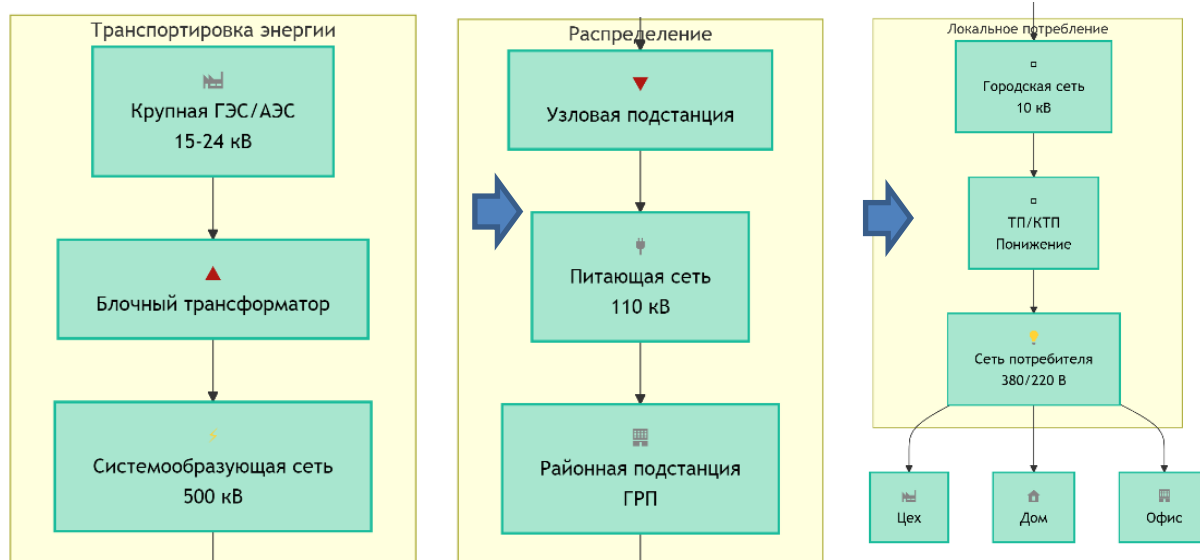 Транспортировка энергии
Крупная ГЭС/АЭС
15-24 кВ
Блочный трансформатор
Системообразующая сеть
500 кВ
Распределение
Узловая подстанция
Питающая сеть
110 кВ
Районная подстанция
ГРП
Локальное потребление
Городская сеть
10 кВ
ТП/КТП
Понижение
Сеть потребителя
380/220 В
Цех
Дом
Офис